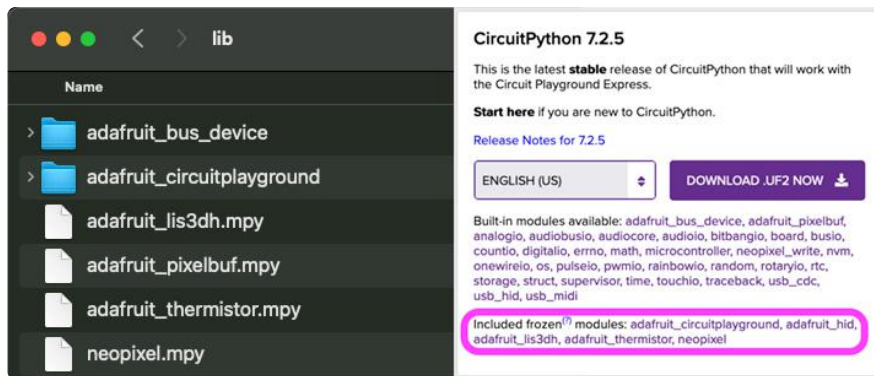 lib
Name
adafruit_bus_device
adafruit_circuitplayground
adafruit_lis3dh.mpy
adafruit_pixelbuf.mpy
adafruit_thermistor.mpy
neopixel.mpy
CircuitPython 7.2.5
This is the latest stable release of CircuitPython that will work with
the Circuit Playground Express.
Start here if you are new to CircuitPython.
Release Notes for 7.2.5
ENGLISH (US)
DOWNLOAD .UF2 NOW
Built-in modules available: adafruit_bus_device, adafruit_pixelbuf,
analogio, audiobusio, audiocore, audioio, bitbangio, board, busio,
countio, digitalio, errno, math, microcontroller, neopixel_write, nvm,
onewireio, os, pulseio, pwmio, rainbowio, random, rotaryio, rtc,
storage, struct, supervisor, time, touchio, traceback, usb_cdc,
usb_hid, usb_midi
Included frozen(?) modules: adafruit_circuitplayground, adafruit_hid,
adafruit_lis3dh, adafruit_thermistor, neopixel